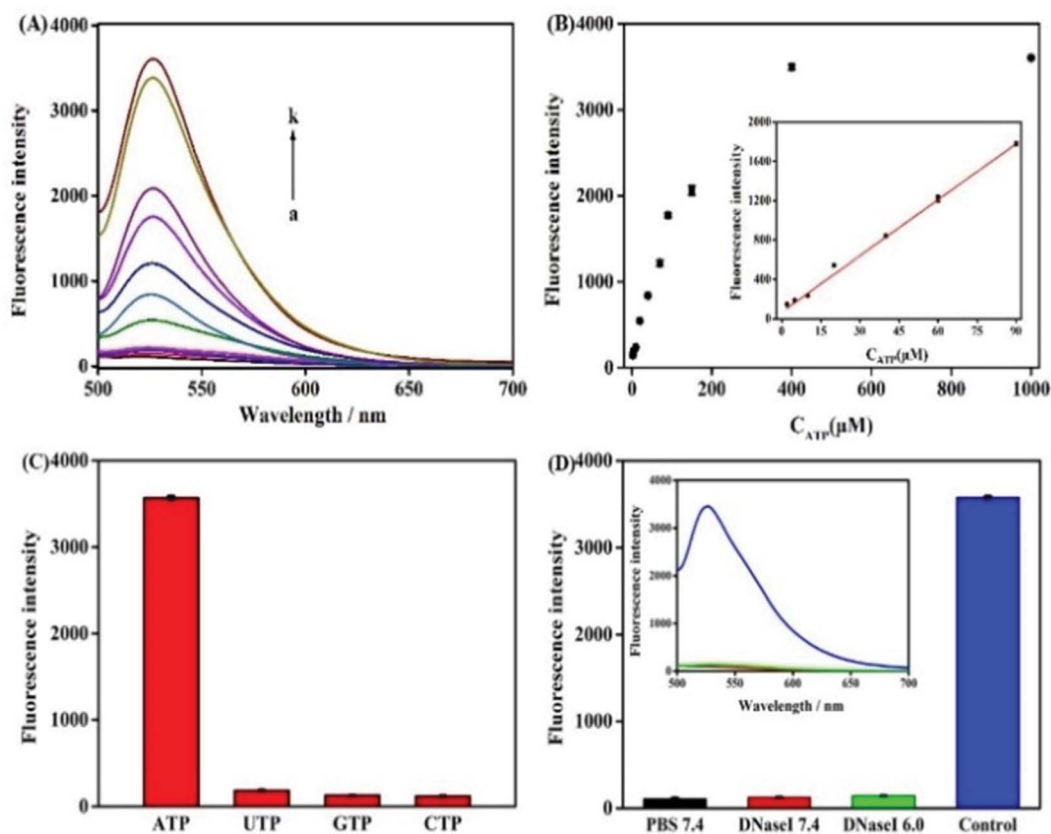 (A)
4000
3000
2000
1000
0
Fluorescence intensity
k
a
500
550
600
650
700
Wavelength / nm
(B)
4000
3000
2000
1000
0
Fluorescence intensity
0
200
400
600
800
1000
C_ATP(µM)
2000
1600
1200
800
400
0
Fluorescence intensity
0
15
30
45
60
75
90
C_ATP(µM)
(C)
4000
3000
2000
1000
0
Fluorescence intensity
ATP
UTP
GTP
CTP
(D)
4000
3000
2000
1000
0
Fluorescence intensity
4000
3000
2000
1000
0
Fluorescence intensity
500
550
600
650
700
Wavelength / nm
PBS 7.4
DNaseI 7.4
DNaseI 6.0
Control